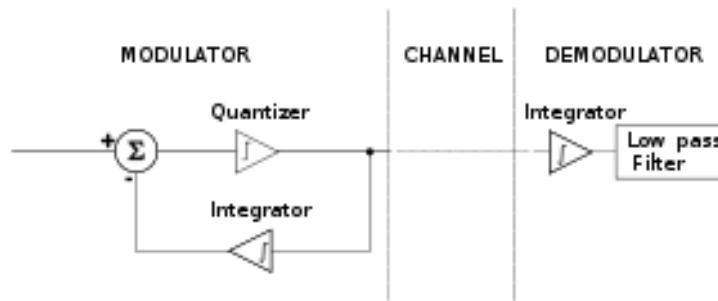 MODULATOR
CHANNEL
DEMODULATOR
Quantizer
Integrator
+
Σ
-
Low pass
Filter
Integrator